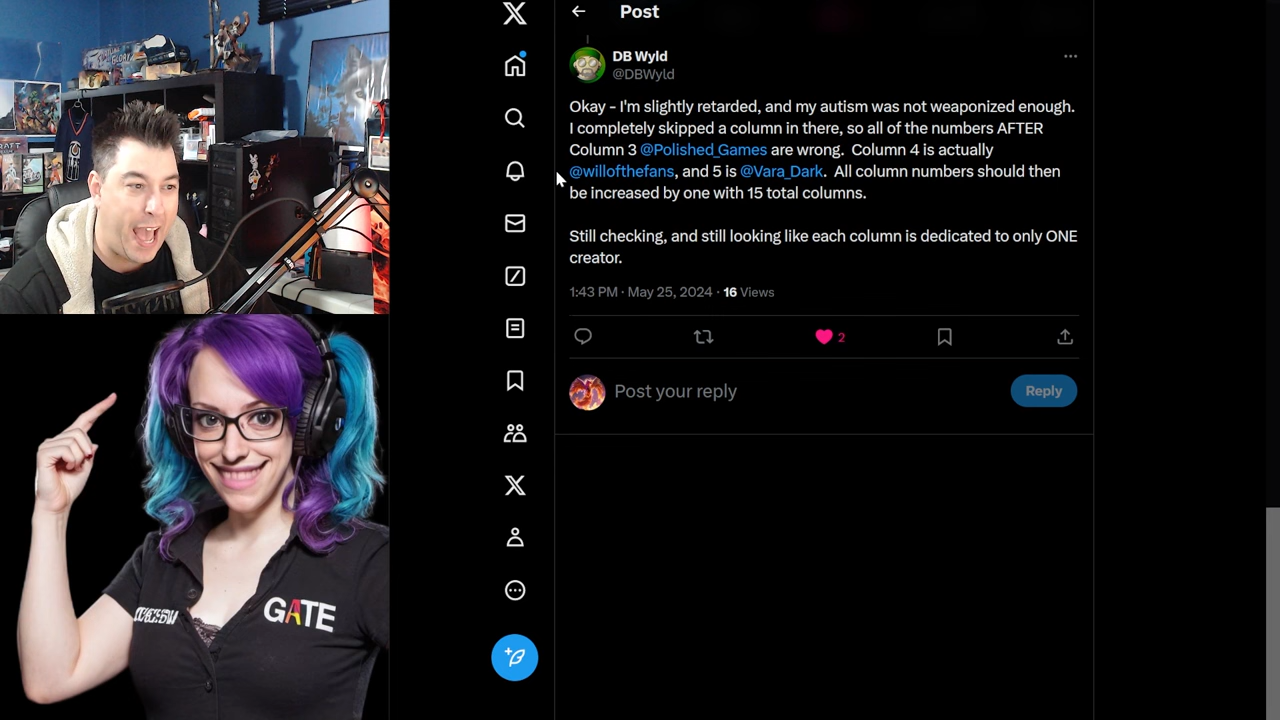 Post
DB Wyld
@DBWyld
Okay - I'm slightly retarded, and my autism was not weaponized enough.
I completely skipped a column in there, so all of the numbers AFTER
Column 3 @Polished_Games are wrong.  Column 4 is actually
@willofthefans, and 5 is @Vara_Dark.  All column numbers should then
be increased by one with 15 total columns.
Still checking, and still looking like each column is dedicated to only ONE
creator.
1:43 PM · May 25, 2024 · 16 Views
2
Post your reply
Reply
GATE